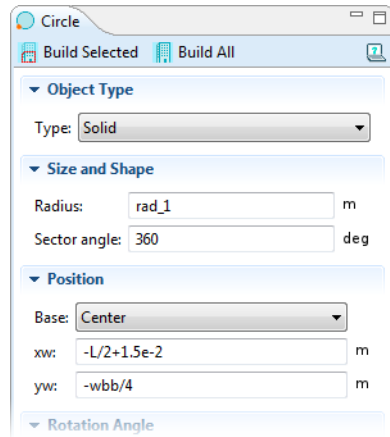 Circle
Build Selected Build All
Object Type
Type: Solid
Size and Shape
Radius: rad_1 m
Sector angle: 360 deg
Position
Base: Center
xw: -L/2+1.5e-2 m
yw: -wbb/4 m
Rotation Angle